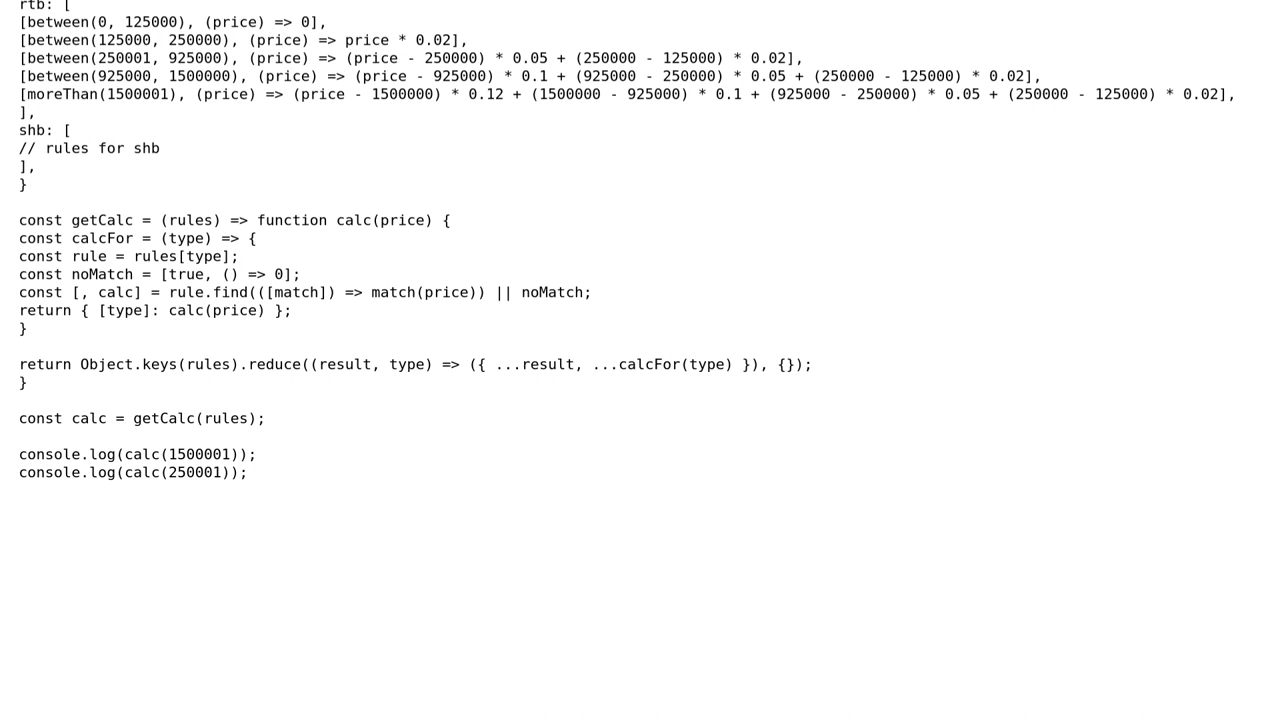 rtb: [
[between(0, 125000), (price) => 0],
[between(125000, 250000), (price) => price * 0.02],
[between(250001, 925000), (price) => (price - 250000) * 0.05 + (250000 - 125000) * 0.02],
[between(925000, 1500000), (price) => (price - 925000) * 0.1 + (925000 - 250000) * 0.05 + (250000 - 125000) * 0.02],
[moreThan(1500001), (price) => (price - 1500000) * 0.12 + (1500000 - 925000) * 0.1 + (925000 - 250000) * 0.05 + (250000 - 125000) * 0.02],
],
shb: [
// rules for shb
],
}
const getCalc = (rules) => function calc(price) {
const calcFor = (type) => {
const rule = rules[type];
const noMatch = [true, () => 0];
const [, calc] = rule.find(([match]) => match(price)) || noMatch;
return { [type]: calc(price) };
}
return Object.keys(rules).reduce((result, type) => ({ ...result, ...calcFor(type) }), {});
}
const calc = getCalc(rules);
console.log(calc(1500001));
console.log(calc(250001));